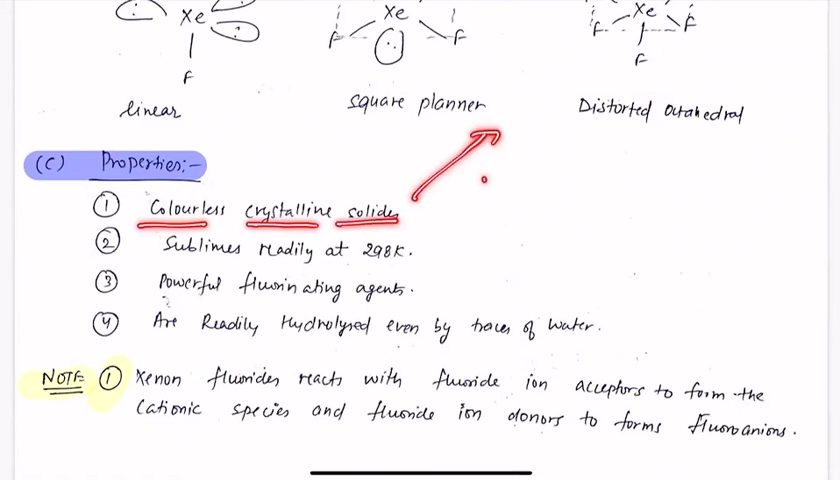 Xe Xe Xe
F F F F F
F F
linear square planner Distorted Octahedral
(C) Properties:-
① Colourless crystalline solids
② Sublimes readily at 298K.
③ Powerful fluorinating agents.
④ Are Readily Hydrolysed even by traces of water.
NOTE ① Xenon fluorides reacts with fluoride ion acceptors to form the
Cationic species and fluoride ion donors to forms Fluoroanions.